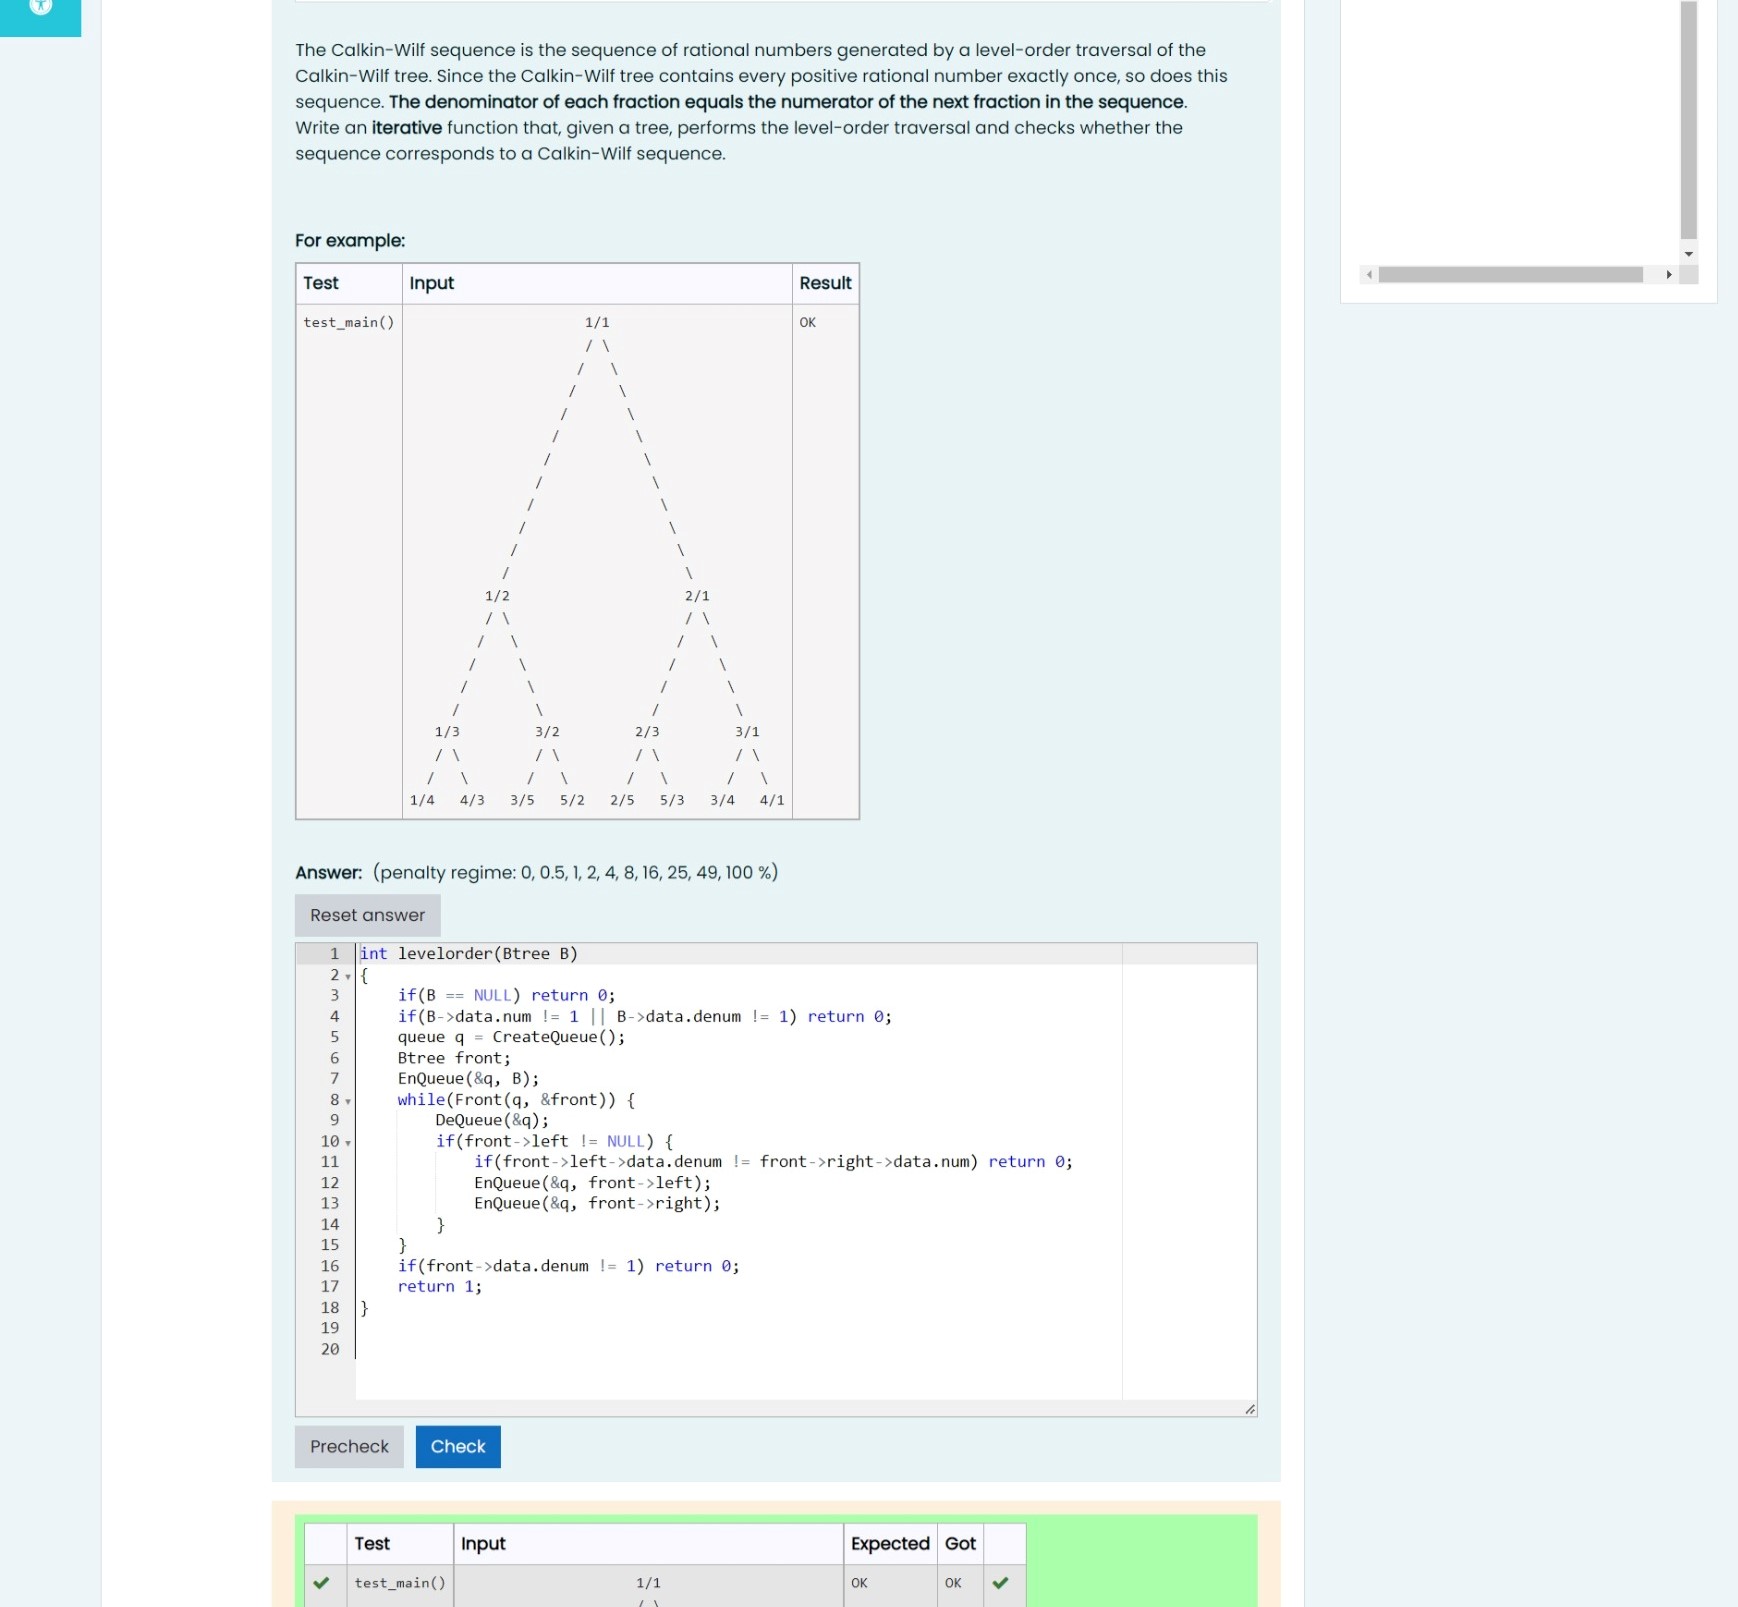 The Calkin-Wilf sequence is the sequence of rational numbers generated by a level-order traversal of the
Calkin-Wilf tree. Since the Calkin-Wilf tree contains every positive rational number exactly once, so does this
sequence. The denominator of each fraction equals the numerator of the next fraction in the sequence.
Write an iterative function that, given a tree, performs the level-order traversal and checks whether the
sequence corresponds to a Calkin-Wilf sequence.
For example:
Test Input Result
test_main() 1/1 OK
/ \
/ \
/ \
/ \
/ \
/ \
/ \
/ \
/ \
/ \
/ \
1/2 2/1
/ \ / \
/ \ / \
/ \ / \
/ \ / \
/ \ / \
1/3 3/2 2/3 3/1
/ \ / \ / \ / \
/ \ / \ / \ / \
1/4 4/3 3/5 5/2 2/5 5/3 3/4 4/1
Answer: (penalty regime: 0, 0.5, 1, 2, 4, 8, 16, 25, 49, 100 %)
Reset answer
1 int levelorder(Btree B)
2 {
3 if(B == NULL) return 0;
4 if(B->data.num != 1 || B->data.denum != 1) return 0;
5 queue q = CreateQueue();
6 Btree front;
7 EnQueue(&q, B);
8 while(Front(q, &front)) {
9 DeQueue(&q);
10 if(front->left != NULL) {
11 if(front->left->data.denum != front->right->data.num) return 0;
12 EnQueue(&q, front->left);
13 EnQueue(&q, front->right);
14 }
15 }
16 if(front->data.denum != 1) return 0;
17 return 1;
18 }
19
20
Precheck Check
Test Input Expected Got
test_main() 1/1 OK OK
/ \